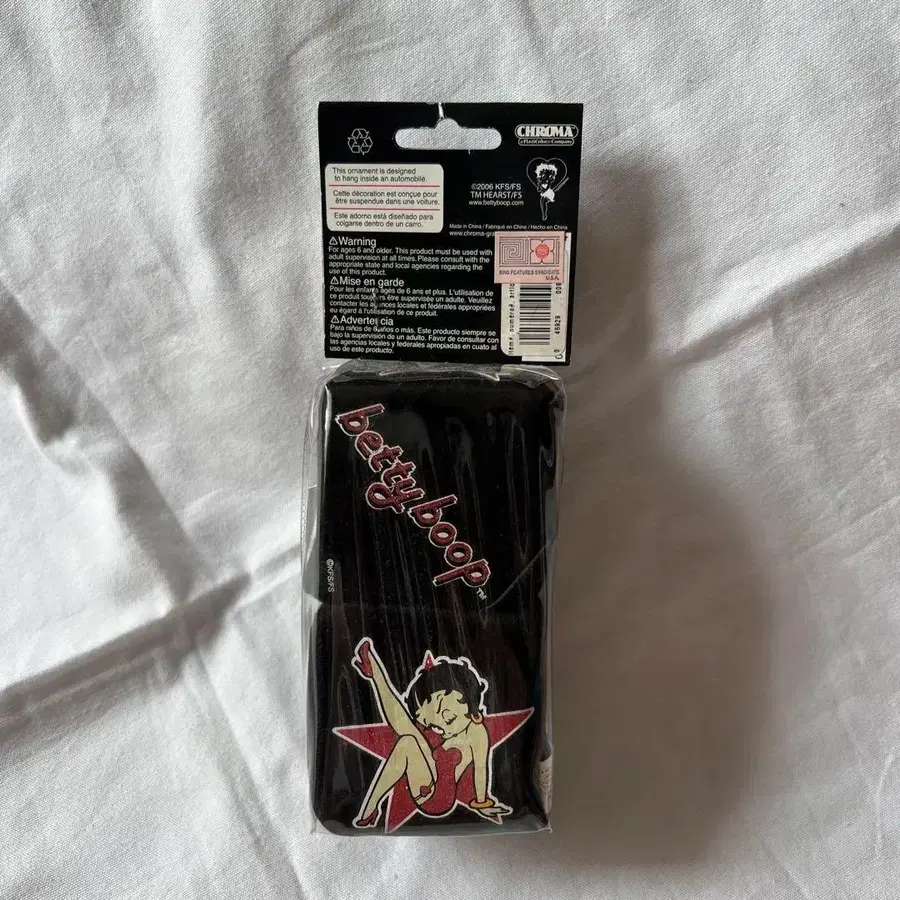 CHROMA
a PlastiColor Company
This ornament is designed
to hang inside an automobile.
Cette décoration est conçue pour
être suspendue dans une voiture.
Este adorno está diseñado para
colgarse dentro de un carro.
©2006 KFS/FS
TM HEARST/FS
www.bettyboop.com
Made in China / Fabriqué en Chine / Hecho en China
www.chroma-gra
⚠Warning
For ages 6 and older. This product must be used with
adult supervision at all times. Please consult with the
appropriate state and local agencies regarding the
use of this product.
⚠Mise en garde
Pour les enfants âges de 6 ans et plus. L'utilisation de
ce produit toujours être supervisée un adulte. Veuillez
contacter les agences locales et fédérales appropriées
eu égard à l'utilisation de ce produit.
⚠Advertencia
Para niños de 6 años o más. Este producto siempre se
bajo la supervisión de un adulto. Favor de consultar con
las agencias locales y federales apropiadas en cuato al
uso de este producto.
KING FEATURES SYNDICATE
U.S.A.
betty boop
TM
©KFS/FS